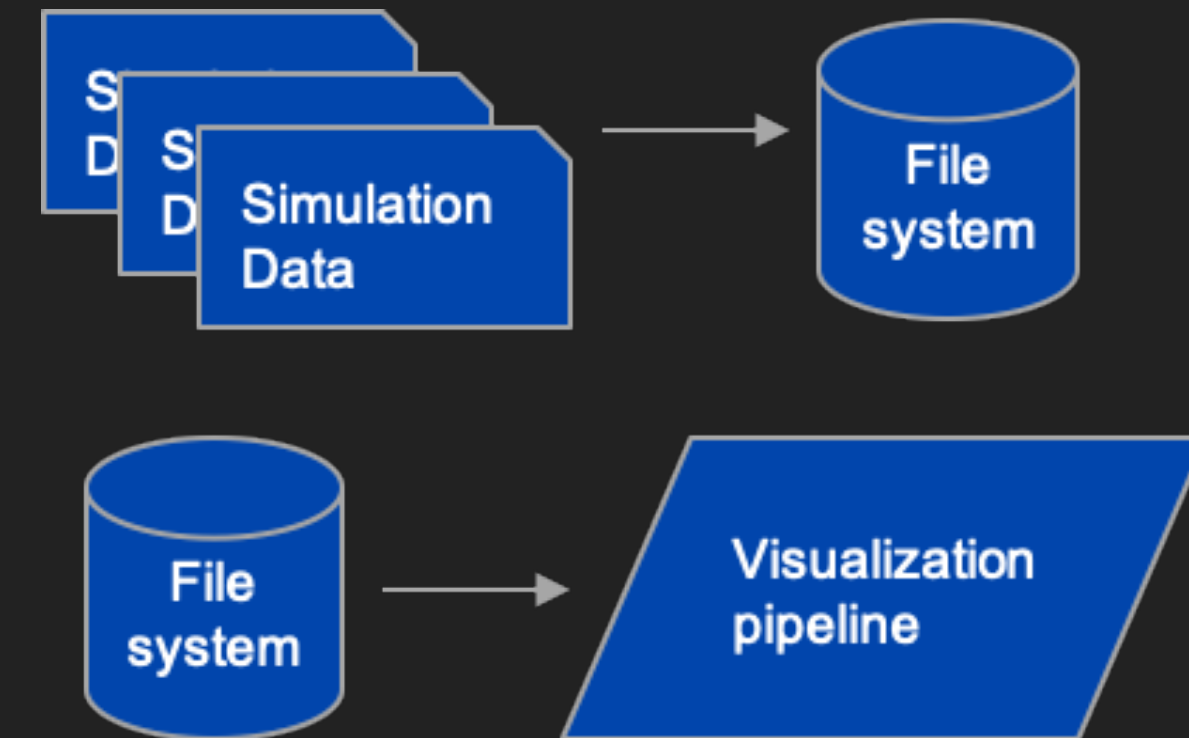 S
D
S
D
Simulation
Data
File
system
File
system
Visualization
pipeline